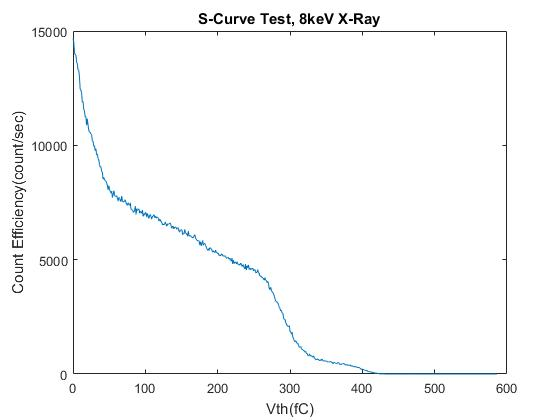 S-Curve Test, 8keV X-Ray
15000
10000
5000
0
Count Efficiency(count/sec)
0 100 200 300 400 500 600
Vth(fC)